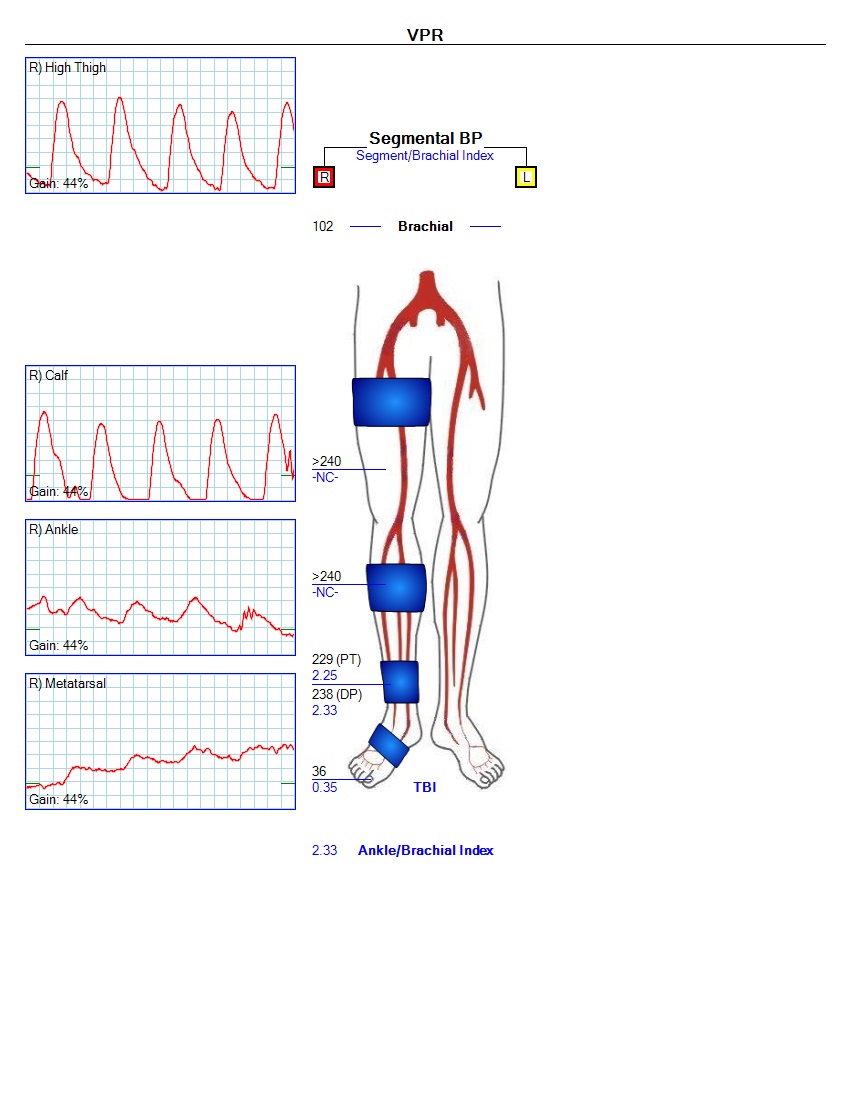 VPR
R) High Thigh
Gain: 44%
Segmental BP
Segment/Brachial Index
R
L
102
Brachial
R) Calf
Gain: 44%
>240
-NC-
R) Ankle
Gain: 44%
>240
-NC-
229 (PT)
2.25
238 (DP)
2.33
R) Metatarsal
Gain: 44%
36
0.35
TBI
2.33 Ankle/Brachial Index